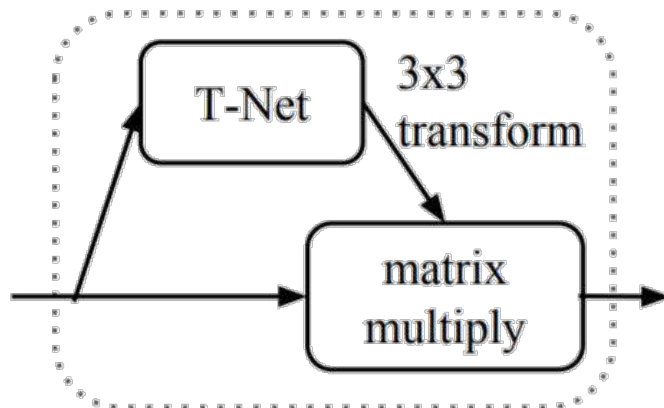 T-Net
3x3
transform
matrix
multiply